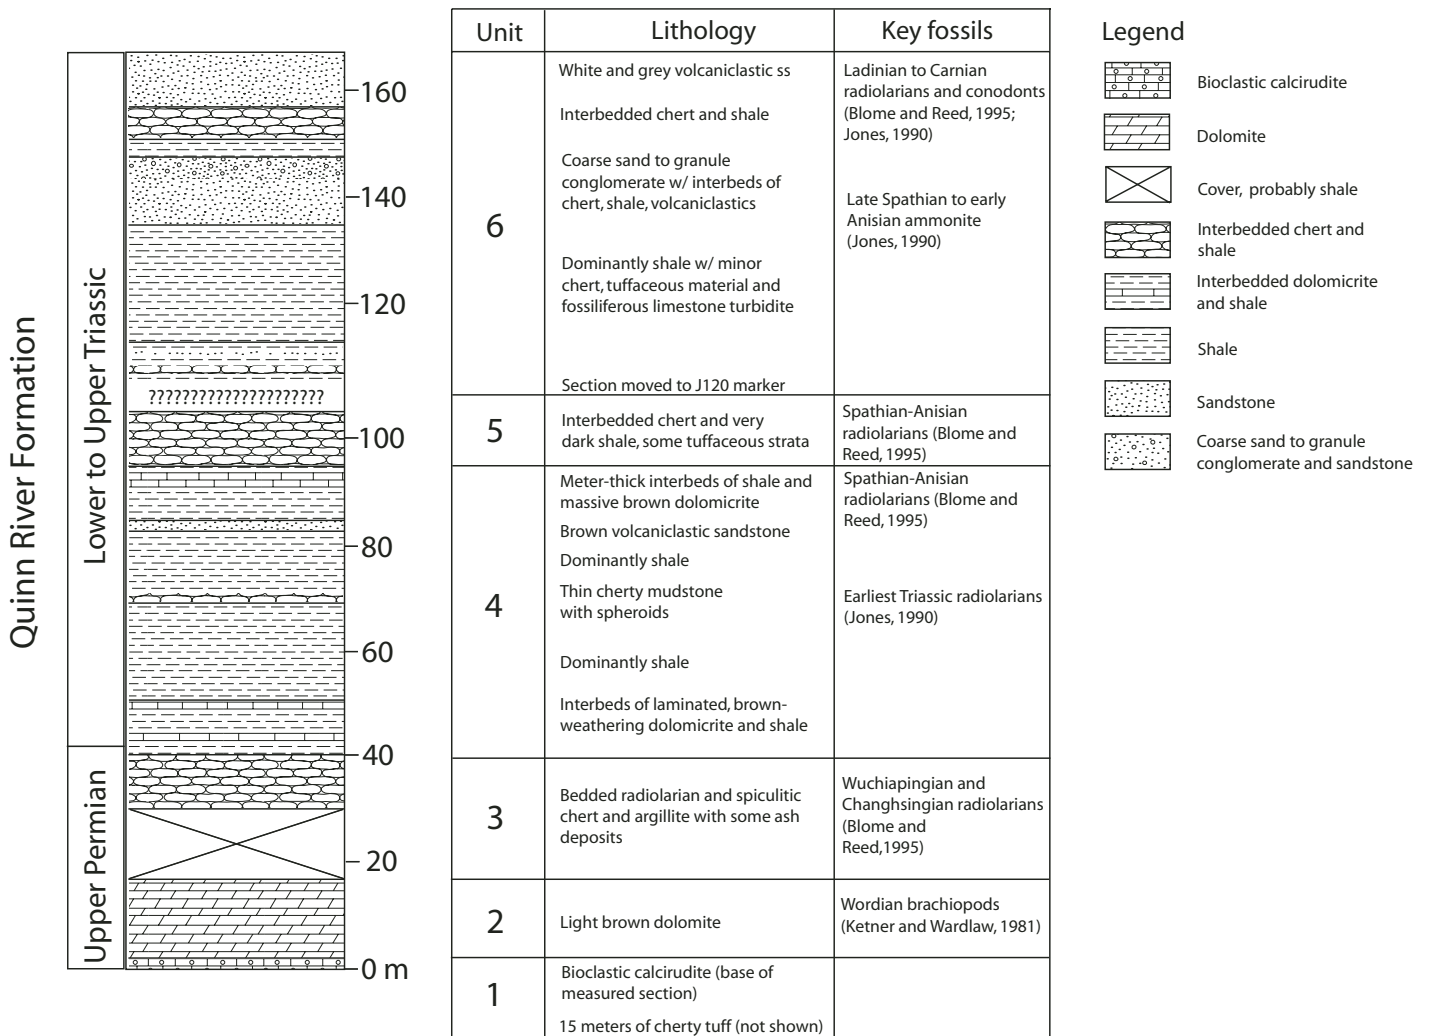 Quinn River Formation
Lower to Upper Triassic
Upper Permian
160
140
120
?????????????????????
100
80
60
40
20
0 m
Unit
Lithology
Key fossils
6
White and grey volcaniclastic ss
Interbedded chert and shale
Coarse sand to granule
conglomerate w/ interbeds of
chert, shale, volcaniclastics
Dominantly shale w/ minor
chert, tuffaceous material and
fossiliferous limestone turbidite
Section moved to J120 marker
Ladinian to Carnian
radiolarians and conodonts
(Blome and Reed, 1995;
Jones, 1990)
Late Spathian to early
Anisian ammonite
(Jones, 1990)
5
Interbedded chert and very
dark shale, some tuffaceous strata
Spathian-Anisian
radiolarians (Blome and
Reed, 1995)
4
Meter-thick interbeds of shale and
massive brown dolomicrite
Brown volcaniclastic sandstone
Dominantly shale
Thin cherty mudstone
with spheroids
Dominantly shale
Interbeds of laminated, brown-
weathering dolomicrite and shale
Spathian-Anisian
radiolarians (Blome and
Reed, 1995)
Earliest Triassic radiolarians
(Jones, 1990)
3
Bedded radiolarian and spiculitic
chert and argillite with some ash
deposits
Wuchiapingian and
Changhsingian radiolarians
(Blome and
Reed,1995)
2
Light brown dolomite
Wordian brachiopods
(Ketner and Wardlaw, 1981)
1
Bioclastic calcirudite (base of
measured section)
15 meters of cherty tuff (not shown)
Legend
Bioclastic calcirudite
Dolomite
Cover, probably shale
Interbedded chert and
shale
Interbedded dolomicrite
and shale
Shale
Sandstone
Coarse sand to granule
conglomerate and sandstone